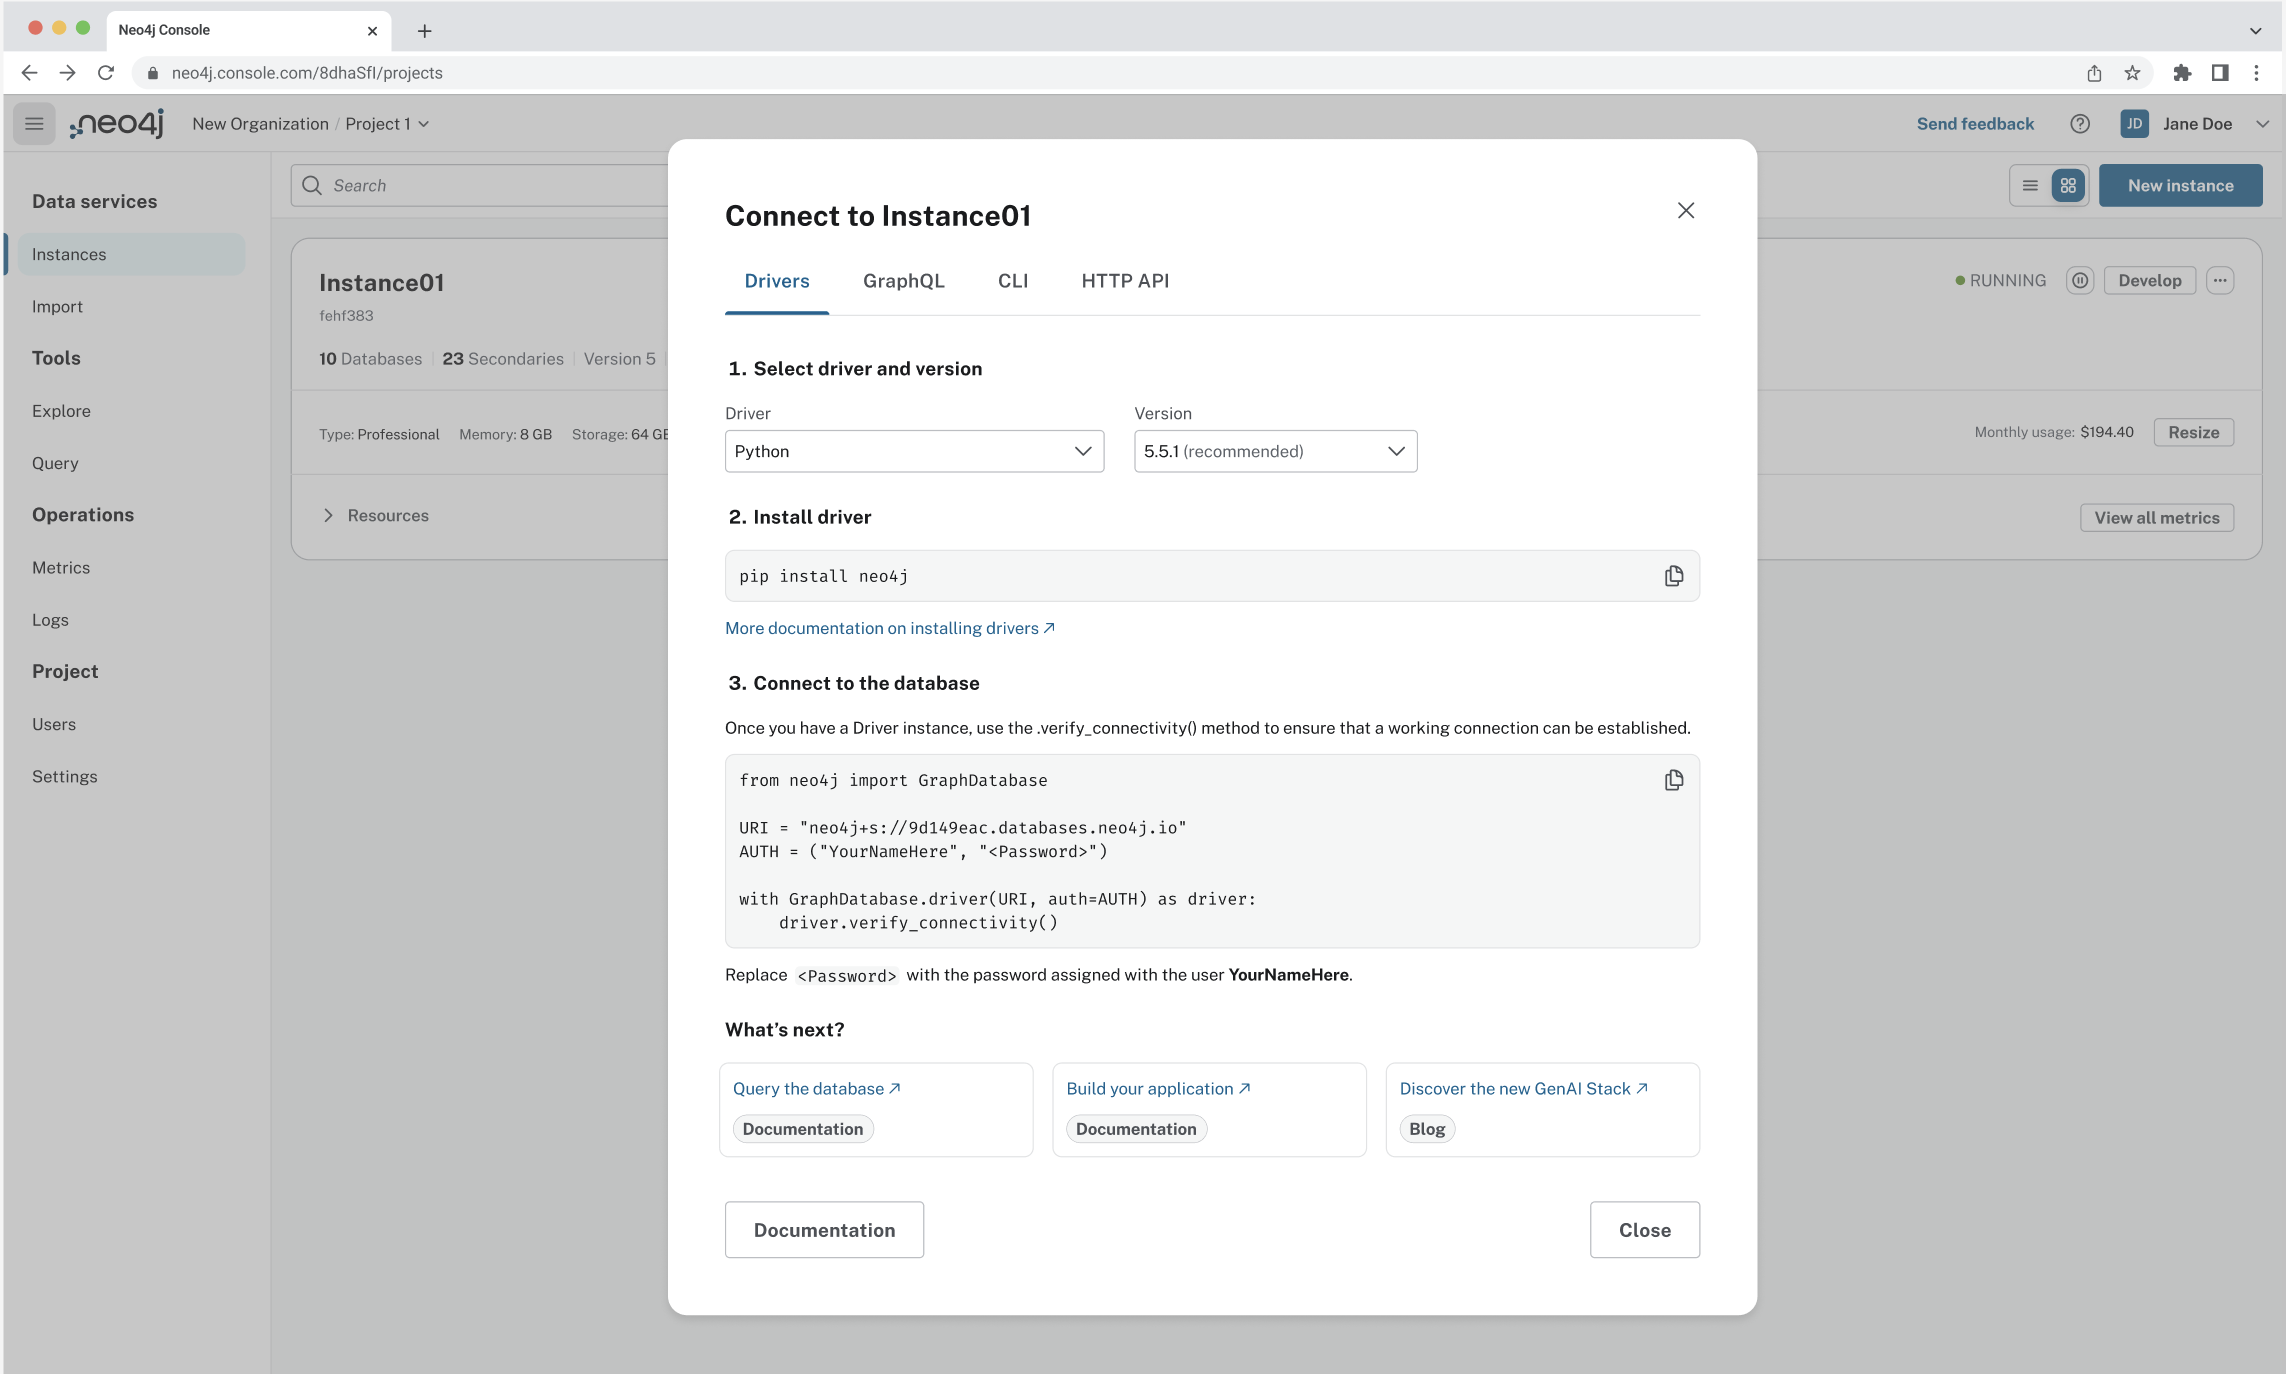 Neo4j Console
neo4j.console.com/8dhaSfI/projects
neo4j
New Organization / Project 1
Send feedback
JD
Jane Doe
Data services
Instances
Import
Tools
Explore
Query
Operations
Metrics
Logs
Project
Users
Settings
Search
New instance
Instance01
fehf383
10 Databases
23 Secondaries
Version 5
RUNNING
Develop
Type: Professional
Memory: 8 GB
Storage: 64 GB
Monthly usage: $194.40
Resize
Resources
View all metrics
Connect to Instance01
Drivers
GraphQL
CLI
HTTP API
1. Select driver and version
Driver
Version
Python
5.5.1 (recommended)
2. Install driver
pip install neo4j
More documentation on installing drivers
3. Connect to the database
Once you have a Driver instance, use the .verify_connectivity() method to ensure that a working connection can be established.
from neo4j import GraphDatabase
URI = "neo4j+s://9d149eac.databases.neo4j.io"
AUTH = ("YourNameHere", "<Password>")
with GraphDatabase.driver(URI, auth=AUTH) as driver:
    driver.verify_connectivity()
Replace <Password> with the password assigned with the user YourNameHere.
What’s next?
Query the database
Documentation
Build your application
Documentation
Discover the new GenAI Stack
Blog
Documentation
Close